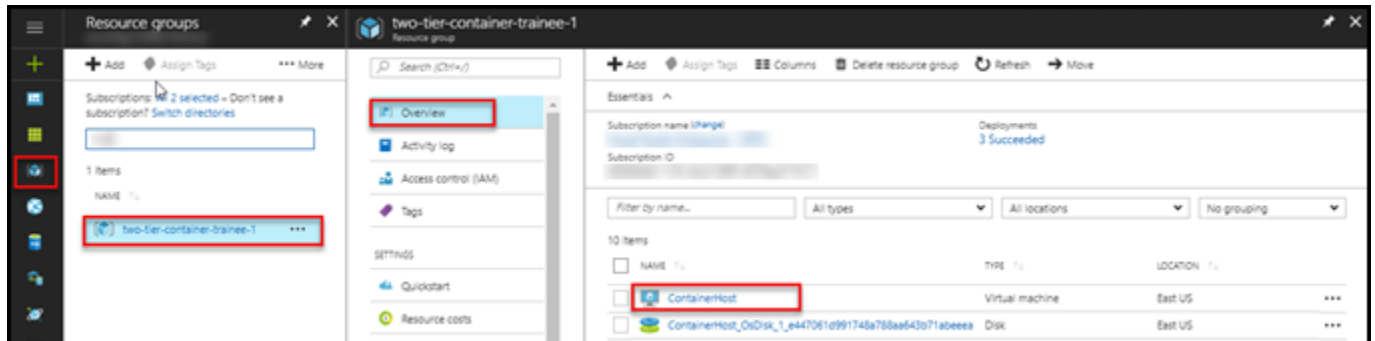 Resource groups
+ Add Assign Tags ••• More
Subscriptions: 2 selected – Don't see a
subscription? Switch directories
1 items
NAME
two-tier-container-trainee-1 •••
two-tier-container-trainee-1
Resource group
Search (Ctrl+/)
Overview
Activity log
Access control (IAM)
Tags
SETTINGS
Quickstart
Resource costs
+ Add Assign Tags Columns Delete resource group Refresh → Move
Essentials
Subscription name (change)
Deployments
3 Succeeded
Subscription ID
Filter by name... All types All locations No grouping
10 items
NAME TYPE LOCATION
ContainerHost Virtual machine East US •••
ContainerHost_OsDisk_1_e447061d991748a788aa643b71abeeea Disk East US •••